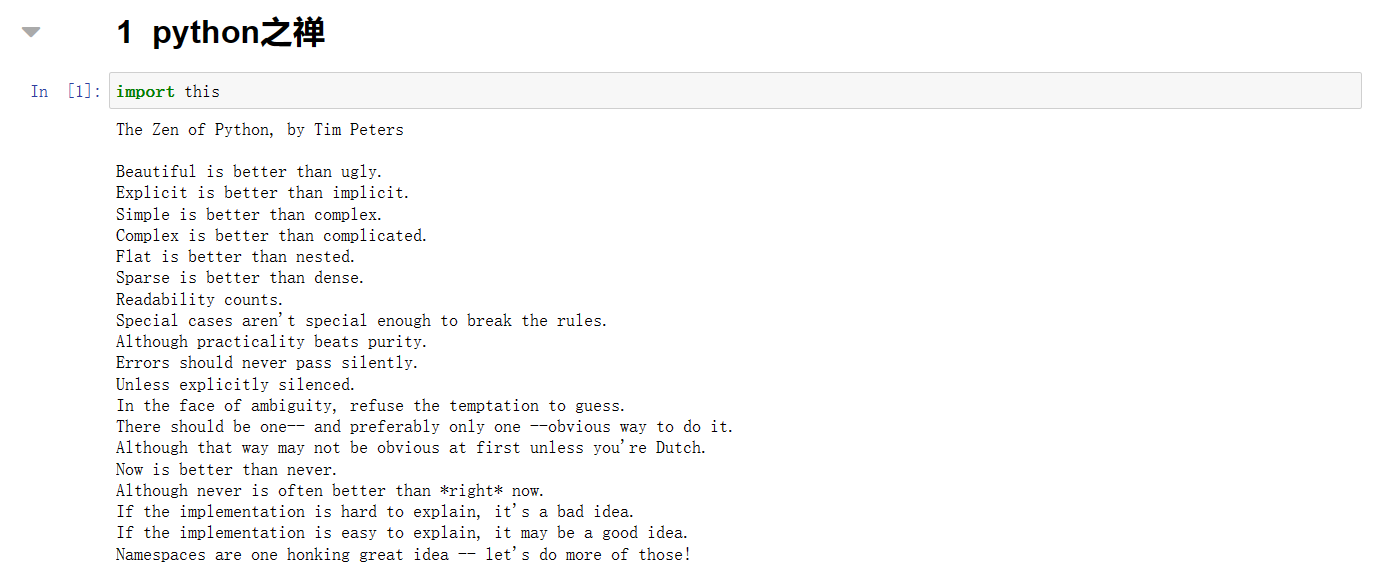 1 python之禅
In [1]: import this
The Zen of Python, by Tim Peters
Beautiful is better than ugly.
Explicit is better than implicit.
Simple is better than complex.
Complex is better than complicated.
Flat is better than nested.
Sparse is better than dense.
Readability counts.
Special cases aren't special enough to break the rules.
Although practicality beats purity.
Errors should never pass silently.
Unless explicitly silenced.
In the face of ambiguity, refuse the temptation to guess.
There should be one-- and preferably only one --obvious way to do it.
Although that way may not be obvious at first unless you're Dutch.
Now is better than never.
Although never is often better than *right* now.
If the implementation is hard to explain, it's a bad idea.
If the implementation is easy to explain, it may be a good idea.
Namespaces are one honking great idea -- let's do more of those!